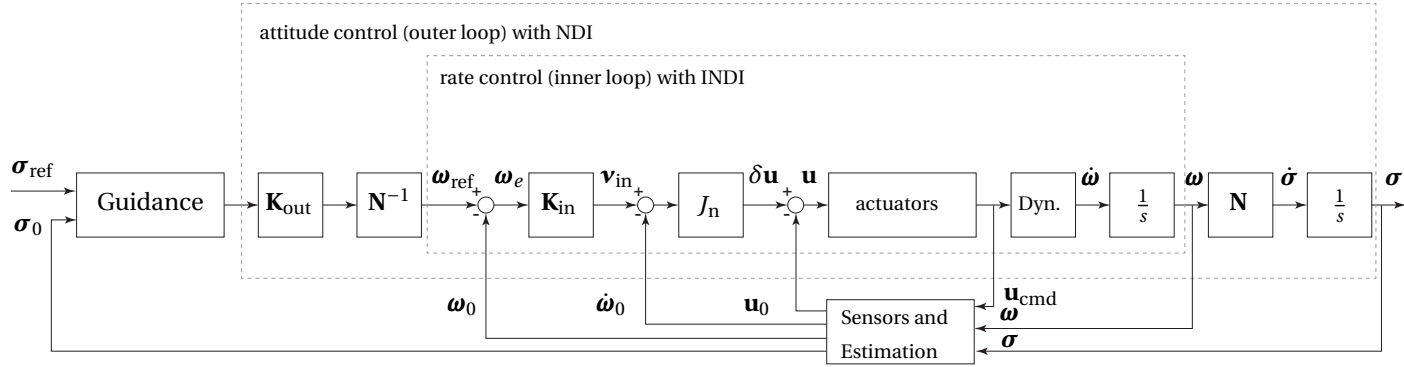 attitude control (outer loop) with NDI
rate control (inner loop) with INDI
σref
σ0
Guidance
Kout
N−1
ωref
+
-
ωe
Kin
νin
+
-
Jn
δu
+
-
u
actuators
Dyn.
ω̇
1
s
ω
N
σ̇
1
s
σ
ω0
ω̇0
u0
Sensors and
Estimation
ucmd
ω
σ